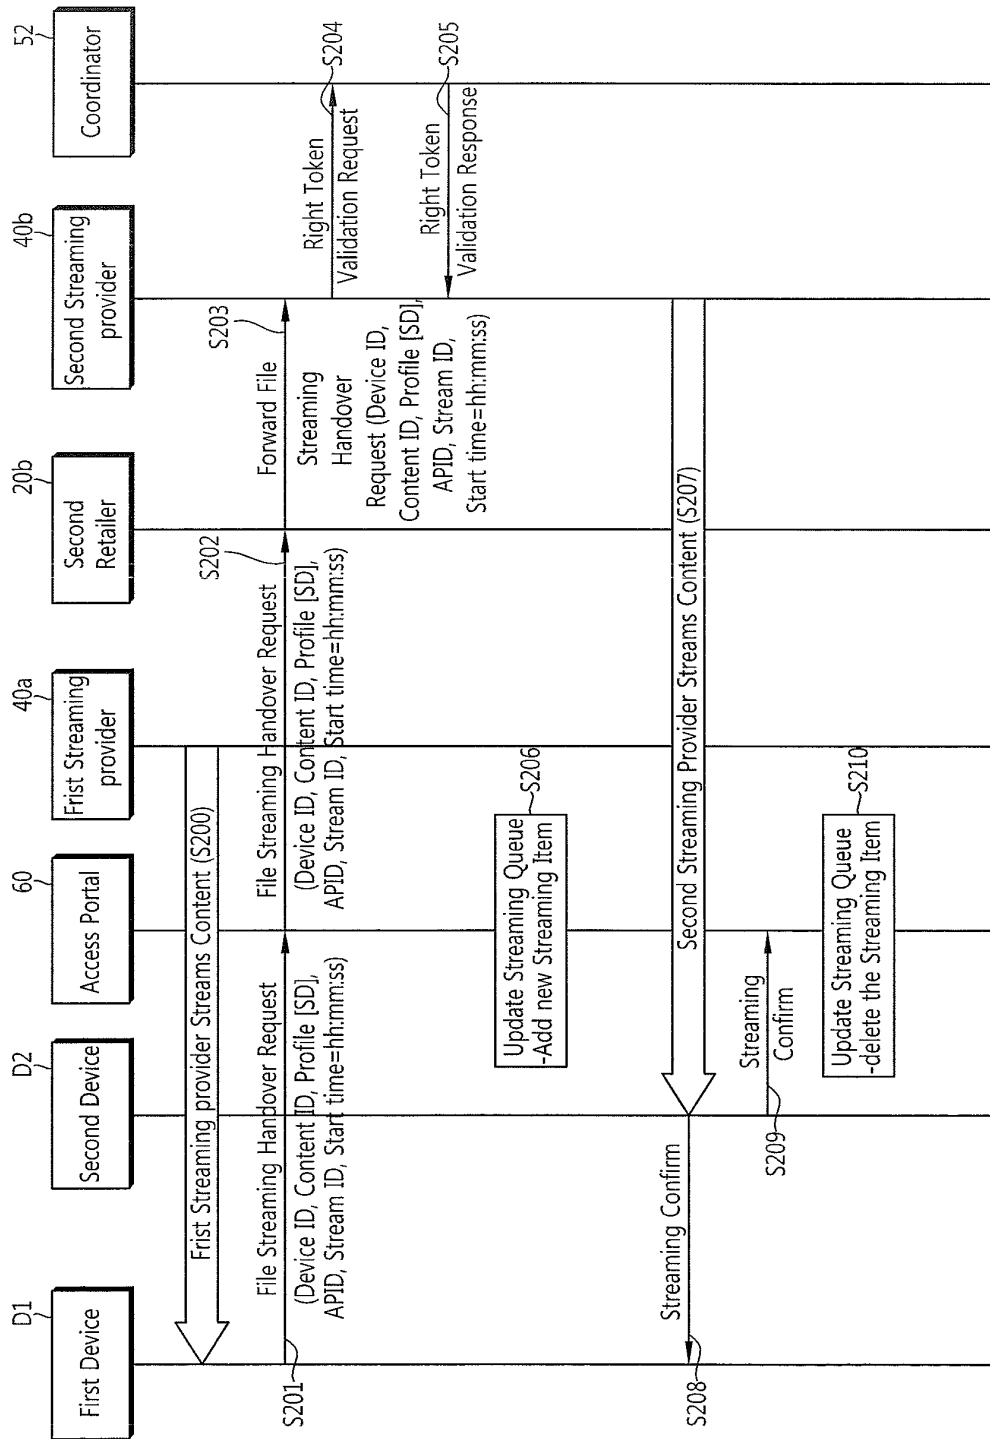 D1
First Device
D2
Second Device
60
Access Portal
40a
Frist Streaming
provider
20b
Second
Retailer
40b
Second Streaming
provider
52
Coordinator
Frist Streaming provider Streams Content (S200)
File Streaming Handover Request
(Device ID, Content ID, Profile [SD],
APID, Stream ID, Start time=hh:mm:ss)
S201
File Streaming Handover Request
(Device ID, Content ID, Profile [SD],
APID, Stream ID, Start time=hh:mm:ss)
S202
Forward File
Streaming
Handover
Request (Device ID,
Content ID, Profile [SD],
APID, Stream ID,
Start time=hh:mm:ss)
S203
Right Token
Validation Request
S204
Right Token
Validation Response
S205
Update Streaming Queue
-Add new Streaming Item
S206
Second Streaming Provider Streams Content (S207)
Streaming Confirm
S208
Streaming
Confirm
S209
Update Streaming Queue
-delete the Streaming Item
S210